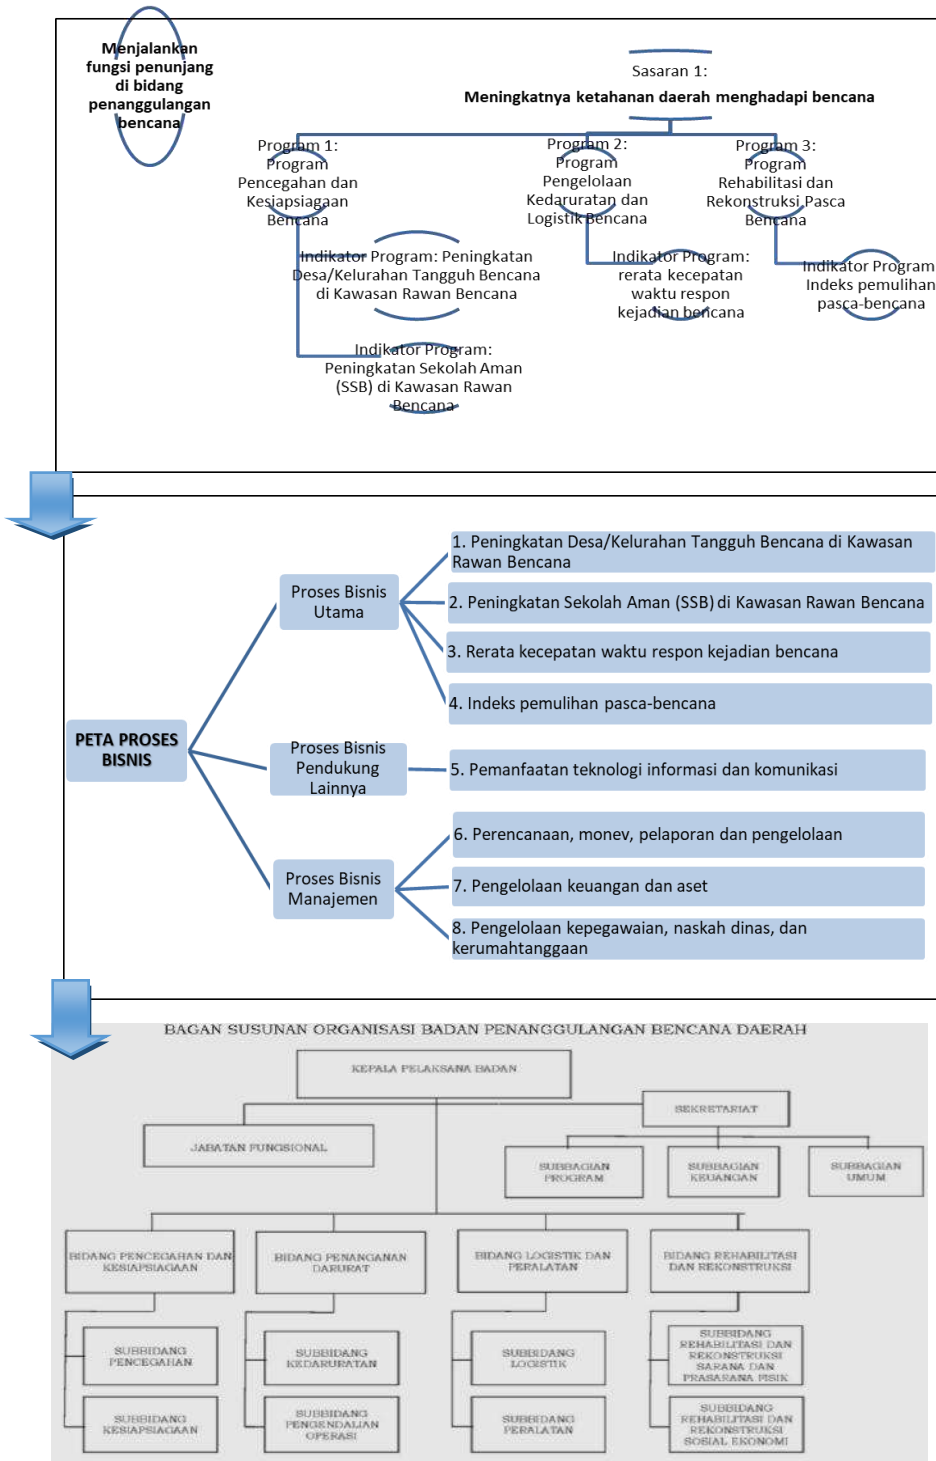 Menjalankan
fungsi penunjang
di bidang
penanggulangan
bencana
Sasaran 1:
Meningkatnya ketahanan daerah menghadapi bencana
Program 1:
Program
Pencegahan dan
Kesiapsiagaan
Bencana
Program 2:
Program
Pengelolaan
Kedaruratan dan
Logistik Bencana
Program 3:
Program
Rehabilitasi dan
Rekonstruksi Pasca
Bencana
Indikator Program: Peningkatan
Desa/Kelurahan Tangguh Bencana
di Kawasan Rawan Bencana
Indikator Program:
rerata kecepatan
waktu respon
kejadian bencana
Indikator Program:
Indeks pemulihan
pasca-bencana
Indikator Program:
Peningkatan Sekolah Aman
(SSB) di Kawasan Rawan
Bencana
PETA PROSES
BISNIS
Proses Bisnis
Utama
1. Peningkatan Desa/Kelurahan Tangguh Bencana di Kawasan
Rawan Bencana
2. Peningkatan Sekolah Aman (SSB) di Kawasan Rawan Bencana
3. Rerata kecepatan waktu respon kejadian bencana
4. Indeks pemulihan pasca-bencana
Proses Bisnis
Pendukung
Lainnya
5. Pemanfaatan teknologi informasi dan komunikasi
Proses Bisnis
Manajemen
6. Perencanaan, monev, pelaporan dan pengelolaan
7. Pengelolaan keuangan dan aset
8. Pengelolaan kepegawaian, naskah dinas, dan
kerumahtanggaan
BAGAN SUSUNAN ORGANISASI BADAN PENANGGULANGAN BENCANA DAERAH
KEPALA PELAKSANA BADAN
SEKRETARIAT
JABATAN FUNGSIONAL
SUBBAGIAN
PROGRAM
SUBBAGIAN
KEUANGAN
SUBBAGIAN
UMUM
BIDANG PENCEGAHAN DAN
KESIAPSIAGAAN
BIDANG PENANGANAN
DARURAT
BIDANG LOGISTIK DAN
PERALATAN
BIDANG REHABILITASI
DAN REKONSTRUKSI
SUBBIDANG
PENCEGAHAN
SUBBIDANG
KEDARURATAN
SUBBIDANG
LOGISTIK
SUBBIDANG
REHABILITASI DAN
REKONSTRUKSI
SARANA DAN
PRASARANA FISIK
SUBBIDANG
KESIAPSIAGAAN
SUBBIDANG
PENGENDALIAN
OPERASI
SUBBIDANG
PERALATAN
SUBBIDANG
REHABILITASI DAN
REKONSTRUKSI
SOSIAL EKONOMI